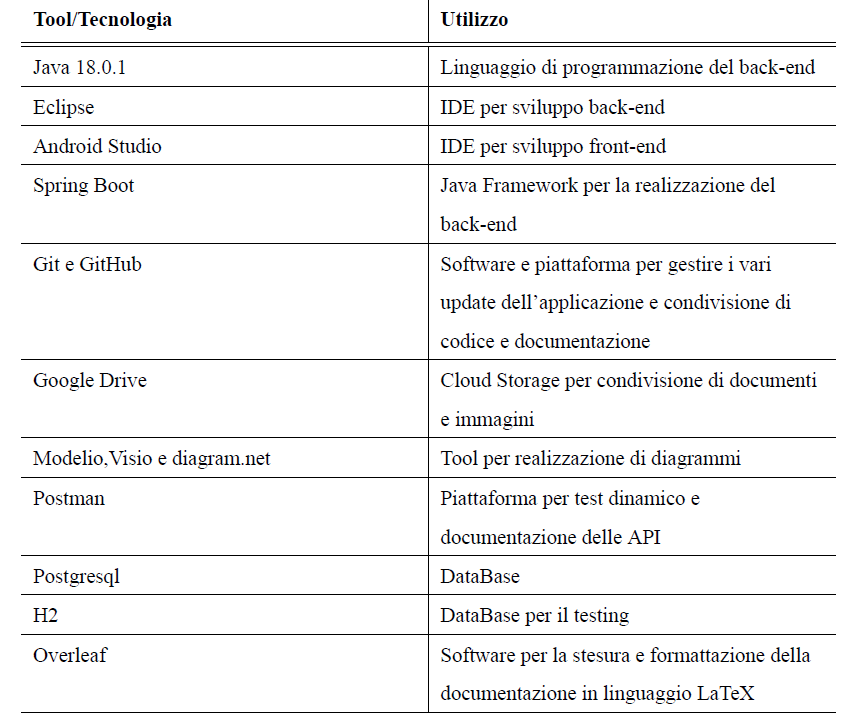 Tool/Tecnologia Utilizzo
Java 18.0.1 Linguaggio di programmazione del back-end
Eclipse IDE per sviluppo back-end
Android Studio IDE per sviluppo front-end
Spring Boot Java Framework per la realizzazione del
back-end
Git e GitHub Software e piattaforma per gestire i vari
update dell’applicazione e condivisione di
codice e documentazione
Google Drive Cloud Storage per condivisione di documenti
e immagini
Modelio,Visio e diagram.net Tool per realizzazione di diagrammi
Postman Piattaforma per test dinamico e
documentazione delle API
Postgresql DataBase
H2 DataBase per il testing
Overleaf Software per la stesura e formattazione della
documentazione in linguaggio LaTeX